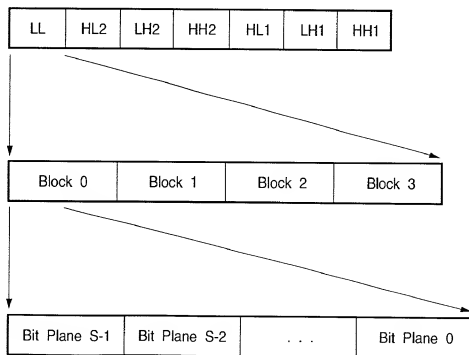 LL HL2 LH2 HH2 HL1 LH1 HH1
Block 0 Block 1 Block 2 Block 3
Bit Plane S-1 Bit Plane S-2 . . . Bit Plane 0